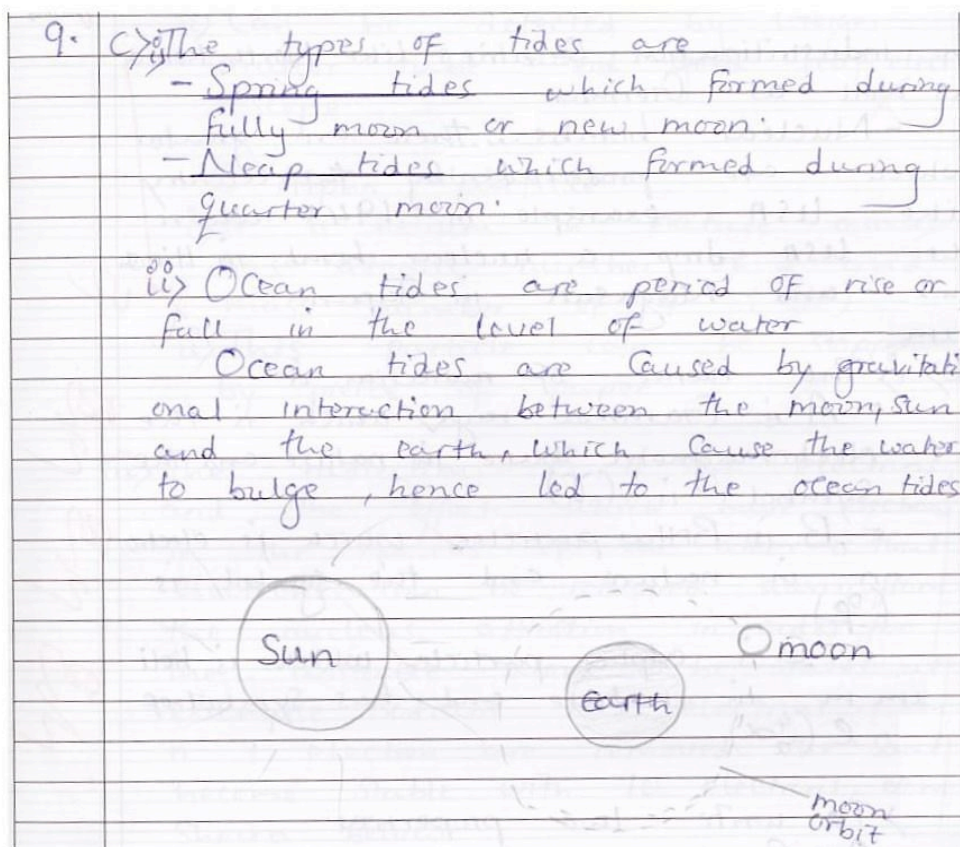 9. c) i) The types of tides are
- Spring tides which formed during
fully moon or new moon.
- Neap tides which formed during
quarter moon.
ii) Ocean tides are period of rise or
fall in the level of water
Ocean tides are Caused by gravitati
onal interction between the moon, sun
and the earth, which Cause the water
to bulge, hence led to the ocean tides
Sun
moon
Earth
moon
orbit